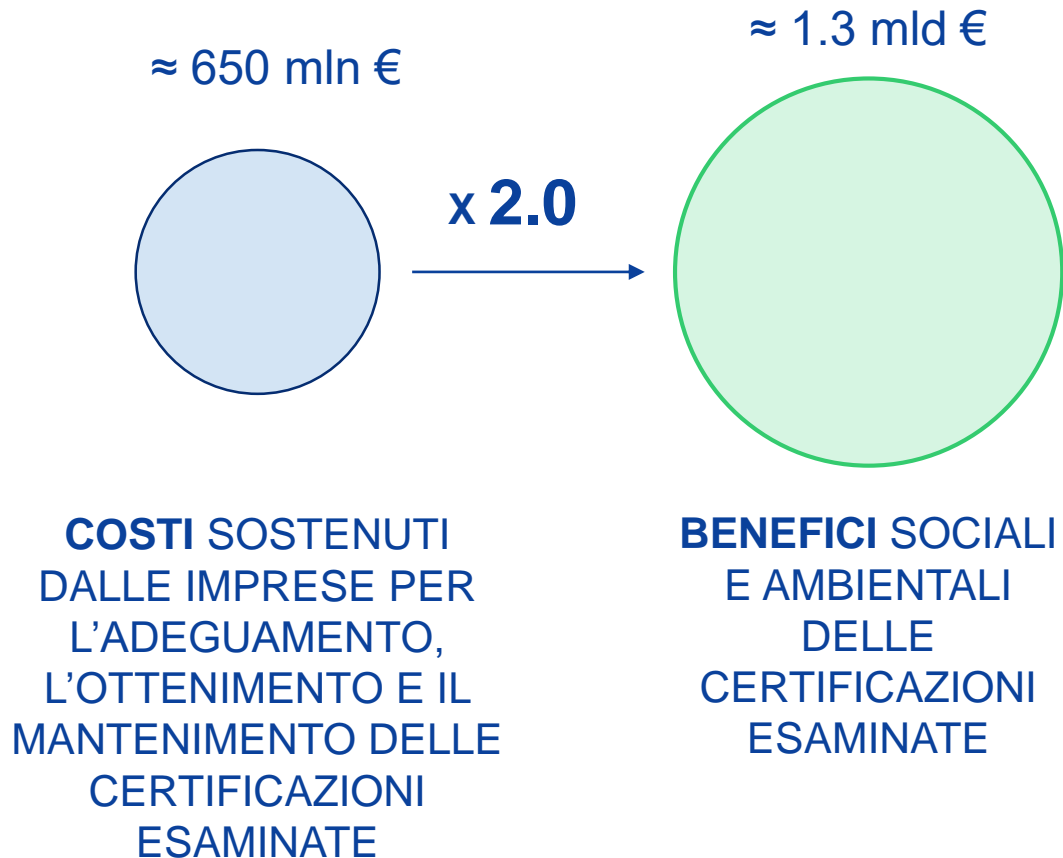 ≈ 650 mln €
≈ 1.3 mld €
x 2.0
COSTI SOSTENUTI
DALLE IMPRESE PER
L’ADEGUAMENTO,
L’OTTENIMENTO E IL
MANTENIMENTO DELLE
CERTIFICAZIONI
ESAMINATE
BENEFICI SOCIALI
E AMBIENTALI
DELLE
CERTIFICAZIONI
ESAMINATE